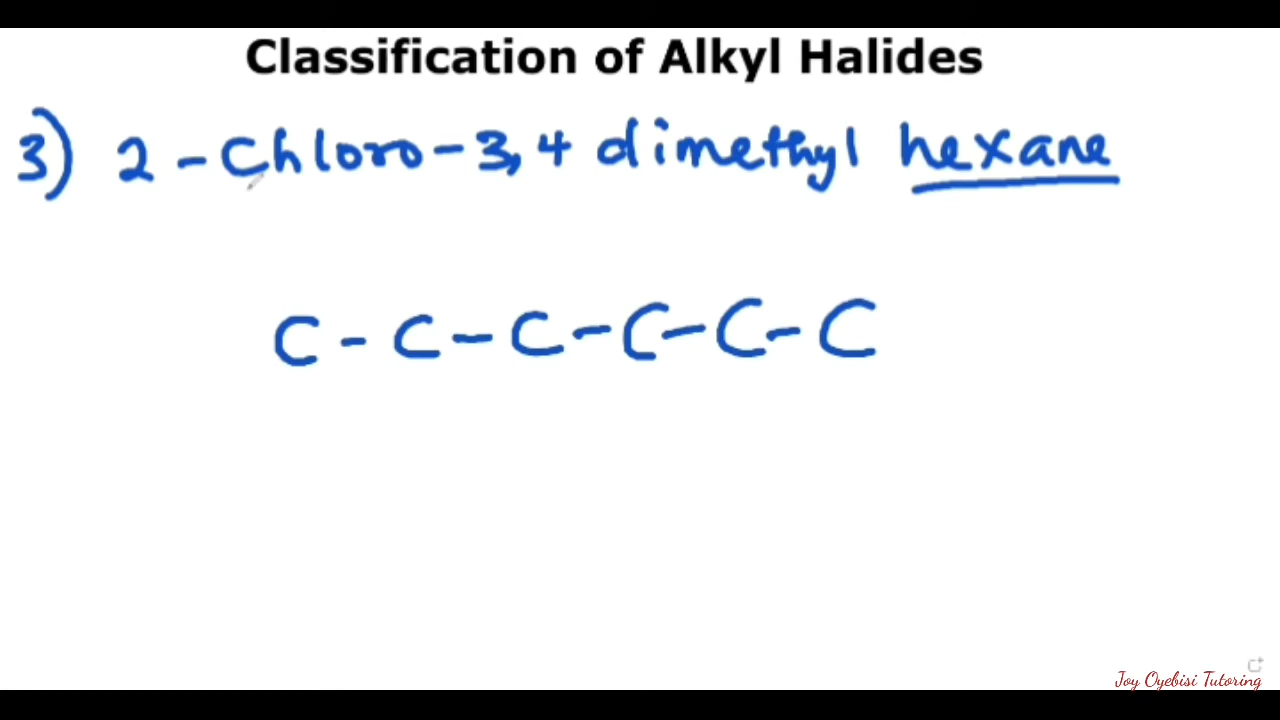 Classification of Alkyl Halides
3) 2-Chloro-3,4 dimethyl hexane
C-C-C-C-C-C
Joy Oyebisi Tutoring